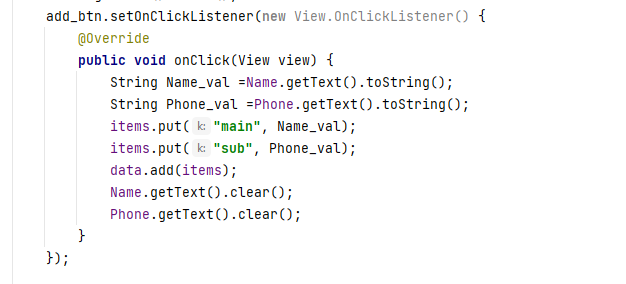 add_btn.setOnClickListener(new View.OnClickListener() {
@Override
public void onClick(View view) {
String Name_val =Name.getText().toString();
String Phone_val =Phone.getText().toString();
items.put( k: "main", Name_val);
items.put( k: "sub", Phone_val);
data.add(items);
Name.getText().clear();
Phone.getText().clear();
}
});